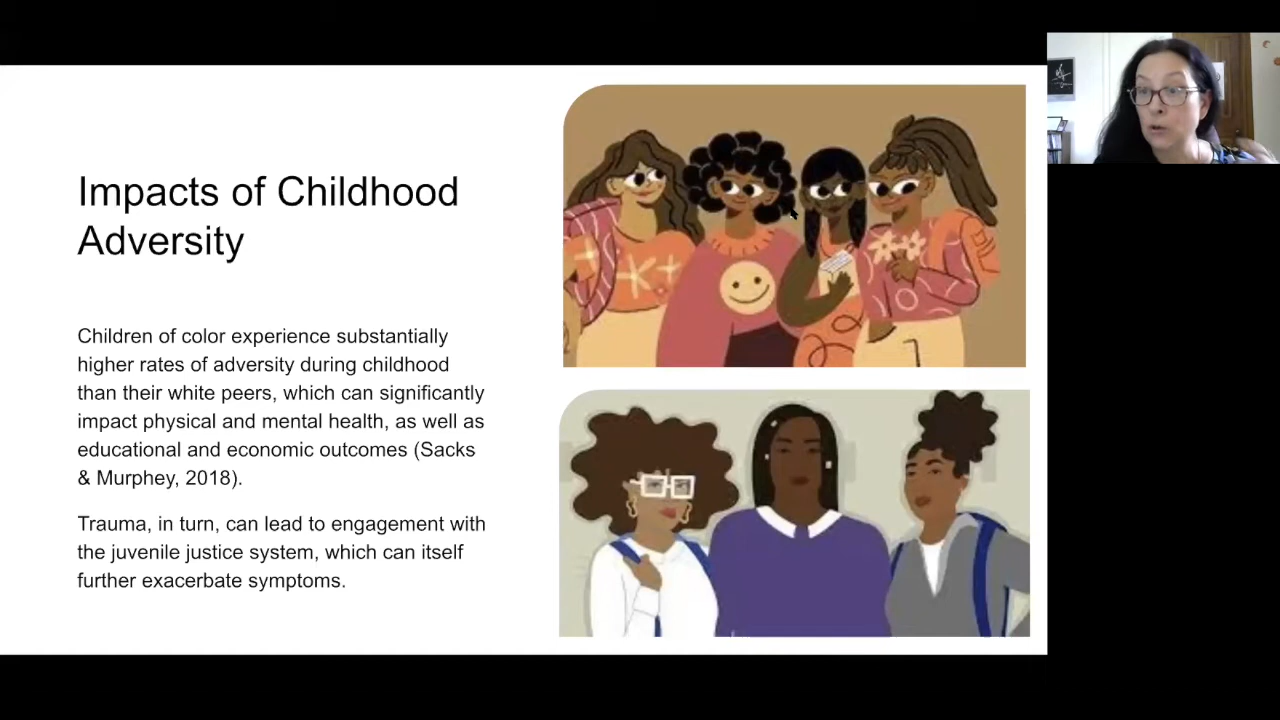 Impacts of Childhood
Adversity
Children of color experience substantially
higher rates of adversity during childhood
than their white peers, which can significantly
impact physical and mental health, as well as
educational and economic outcomes (Sacks
& Murphey, 2018).
Trauma, in turn, can lead to engagement with
the juvenile justice system, which can itself
further exacerbate symptoms.